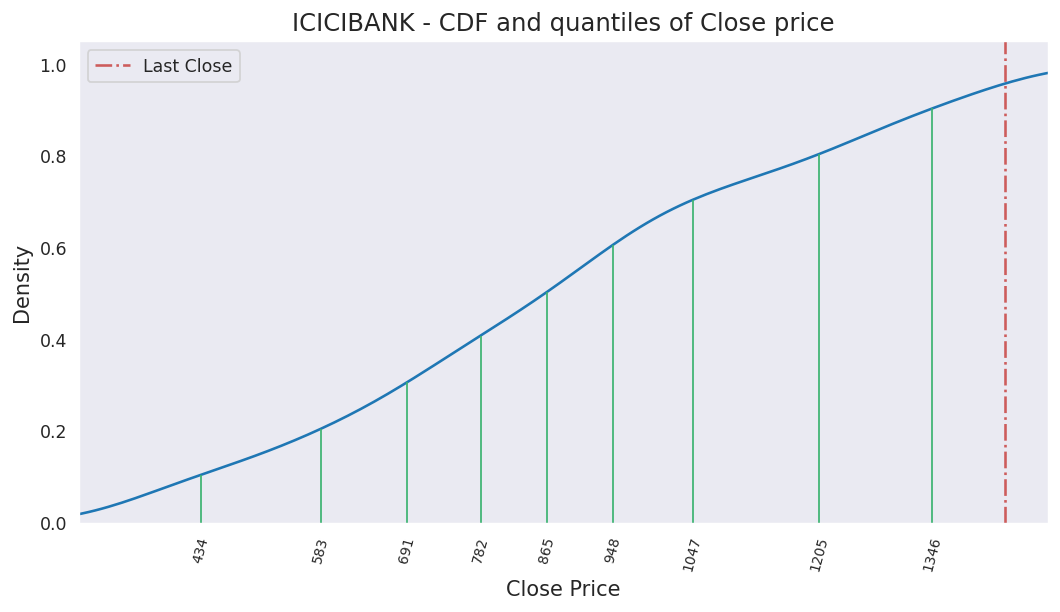 ICICIBANK - CDF and quantiles of Close price
Last Close
1.0
0.8
0.6
0.4
0.2
0.0
Density
434 583 691 782 865 948 1047 1205 1346
Close Price